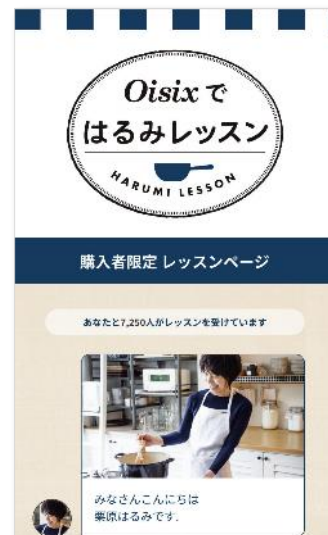 Oisixで
はるみレッスン
HARUMI LESSON
購入者限定 レッスンページ
あなたと7,250人がレッスンを受けています
みなさんこんにちは
栗原はるみです。